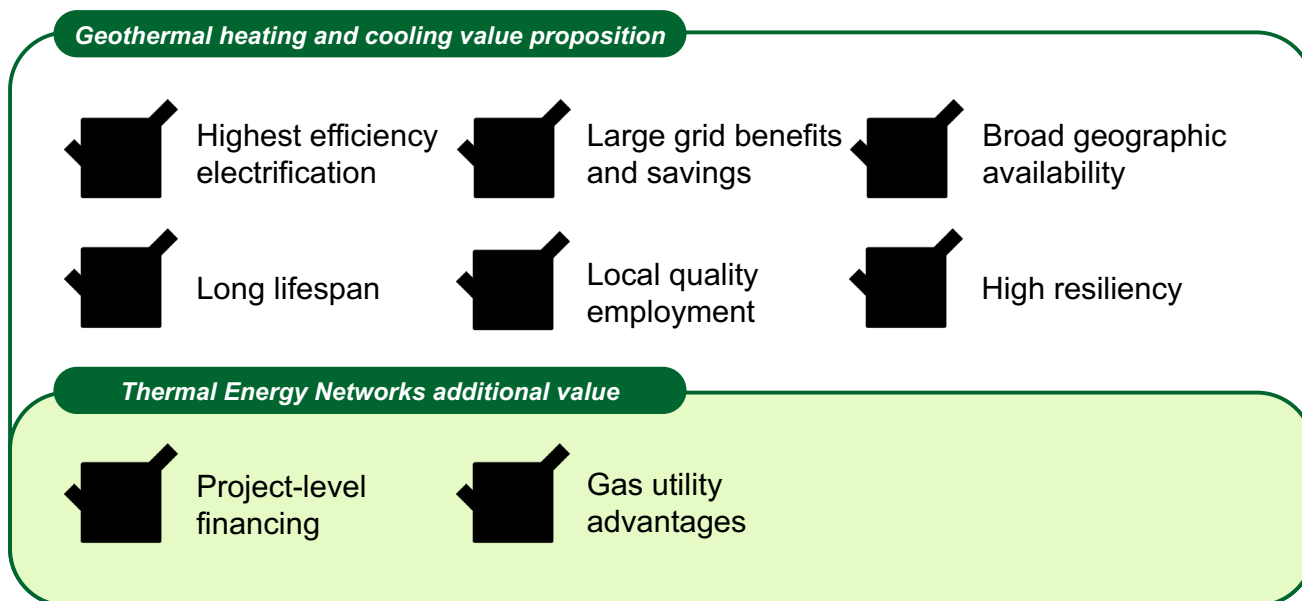 Geothermal heating and cooling value proposition
Highest efficiency
electrification
Large grid benefits
and savings
Broad geographic
availability
Long lifespan
Local quality
employment
High resiliency
Thermal Energy Networks additional value
Project-level
financing
Gas utility
advantages